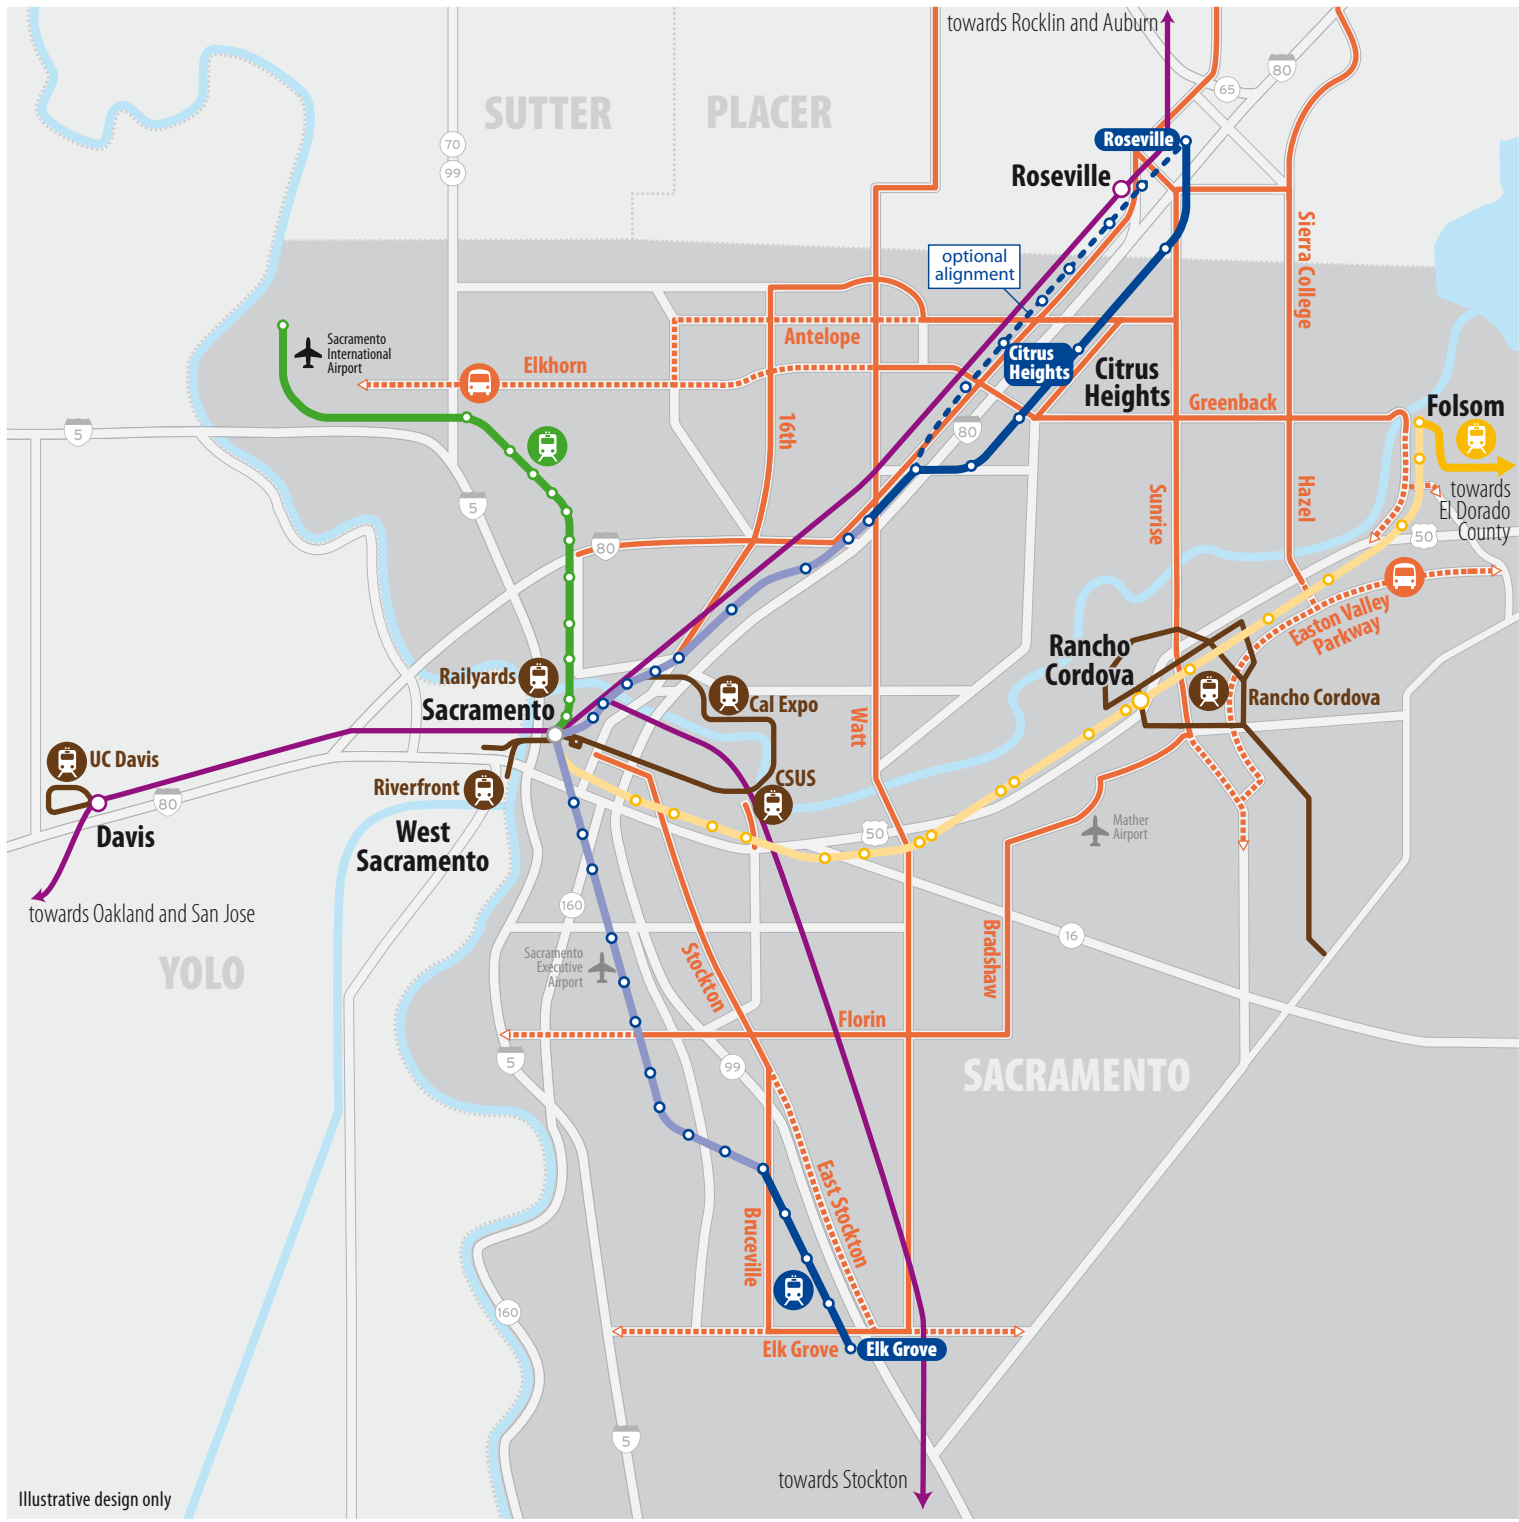 towards Rocklin and Auburn
80
65
SUTTER
PLACER
70
99
Roseville
Roseville
Sierra College
optional
alignment
Sacramento
International
Airport
Antelope
Elkhorn
Citrus
Heights
Citrus
Heights
Greenback
Folsom
16th
80
5
5
Sunrise
Hazel
towards
El Dorado
County
50
80
Easton Valley
Parkway
Rancho
Cordova
Rancho Cordova
Railyards
Sacramento
Cal Expo
Watt
UC Davis
Riverfront
CSUS
80
Davis
West
Sacramento
50
Mather
Airport
towards Oakland and San Jose
160
16
YOLO
Sacramento
Executive
Airport
Stockton
Bradshaw
Florin
5
99
SACRAMENTO
East Stockton
Bruceville
160
Elk Grove
Elk Grove
5
towards Stockton
Illustrative design only